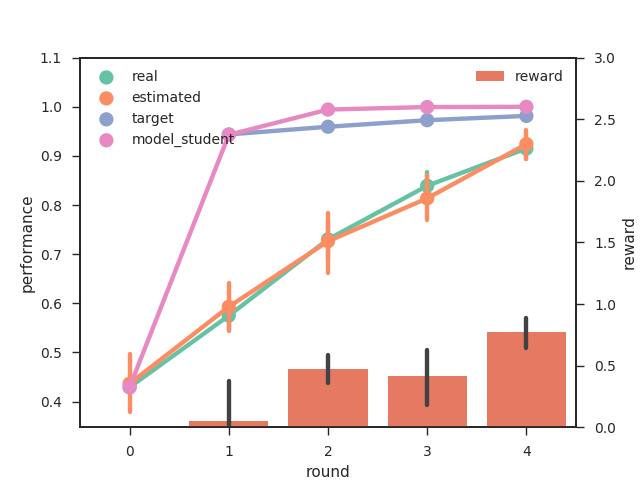 1.1
1.0
0.9
0.8
0.7
0.6
0.5
0.4
performance
real
estimated
target
model_student
reward
3.0
2.5
2.0
1.5
1.0
0.5
0.0
reward
0 1 2 3 4
round